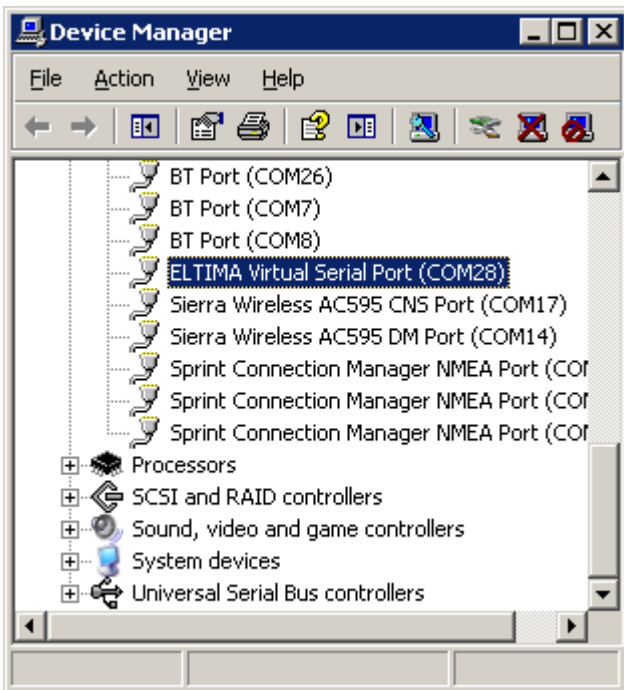 Device Manager
File Action View Help
BT Port (COM26)
BT Port (COM7)
BT Port (COM8)
ELTIMA Virtual Serial Port (COM28)
Sierra Wireless AC595 CNS Port (COM17)
Sierra Wireless AC595 DM Port (COM14)
Sprint Connection Manager NMEA Port (COM
Sprint Connection Manager NMEA Port (COM
Sprint Connection Manager NMEA Port (COM
Processors
SCSI and RAID controllers
Sound, video and game controllers
System devices
Universal Serial Bus controllers